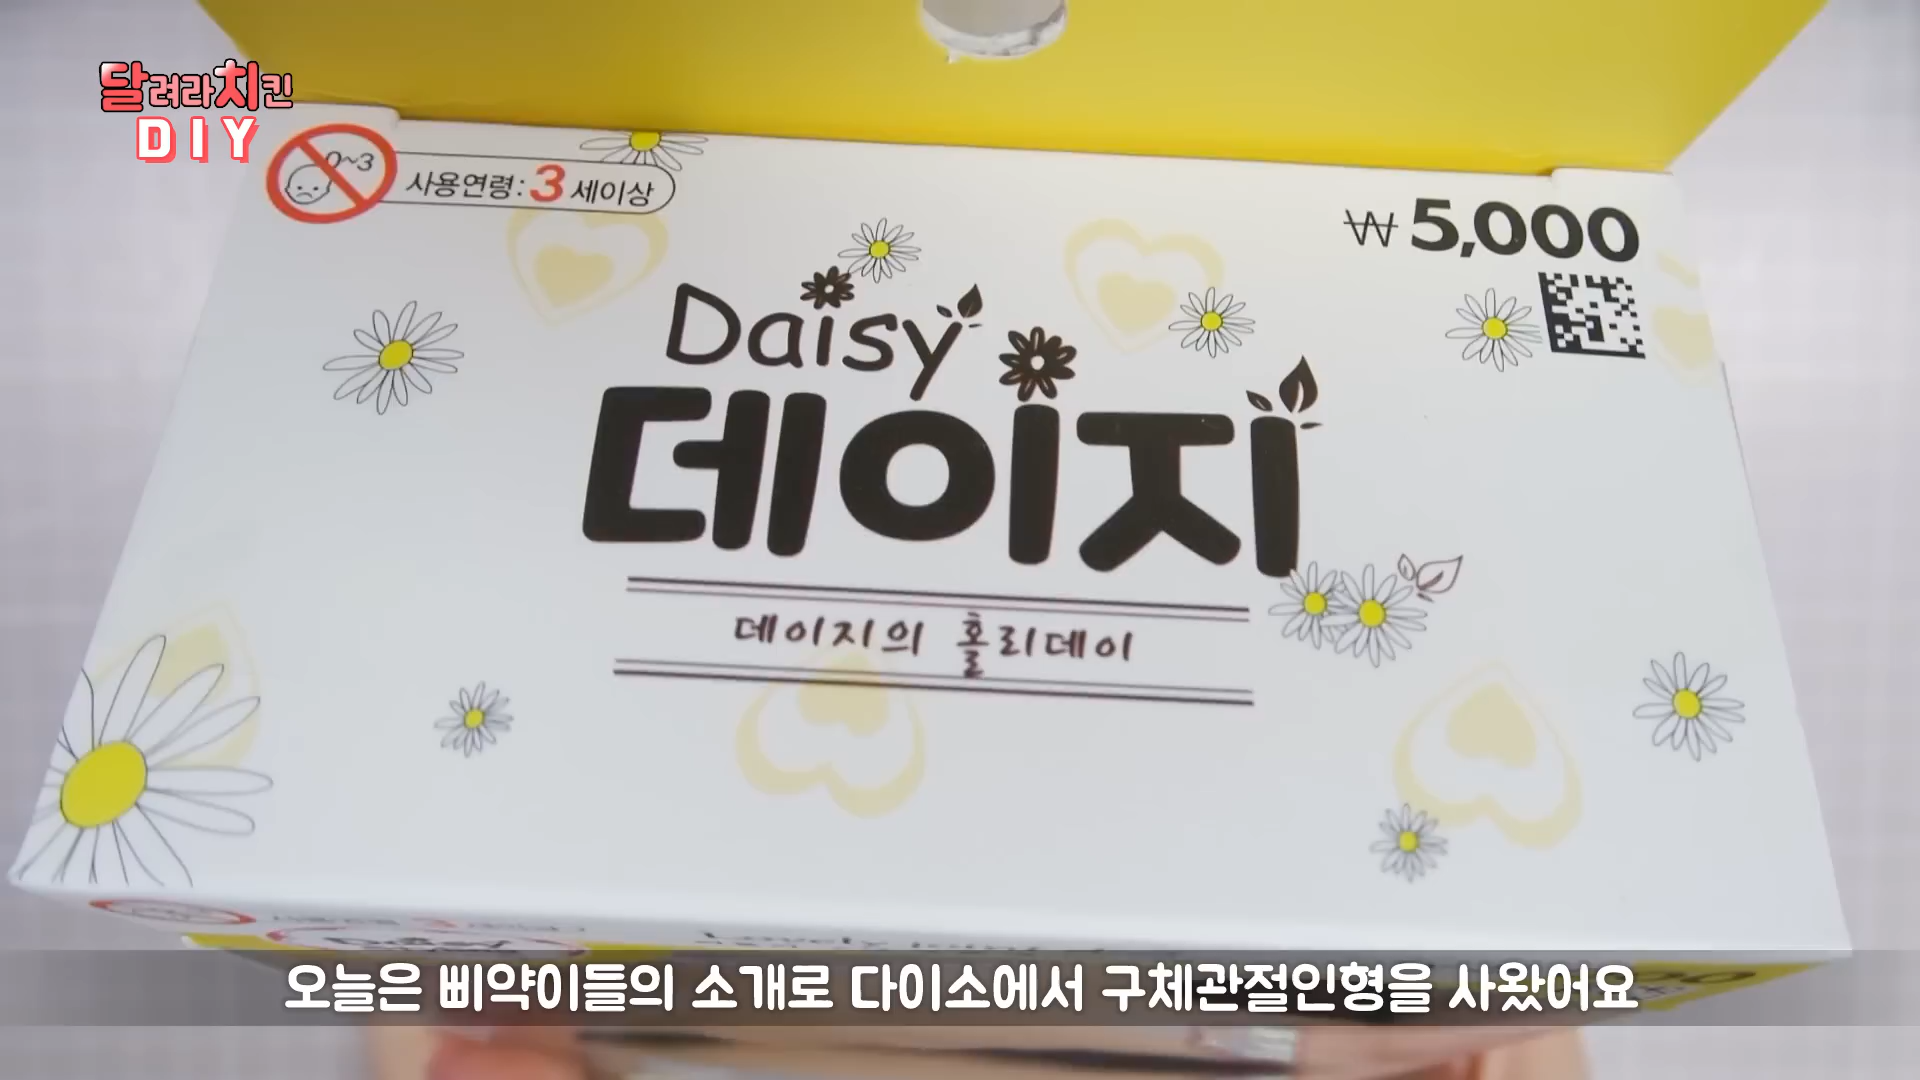 달려라치킨
DIY
0~3
사용연령: 3세이상
₩5,000
Daisy
데이지
데이지의 홀리데이
Daisy
오늘은 삐약이들의 소개로 다이소에서 구체관절인형을 사왔어요